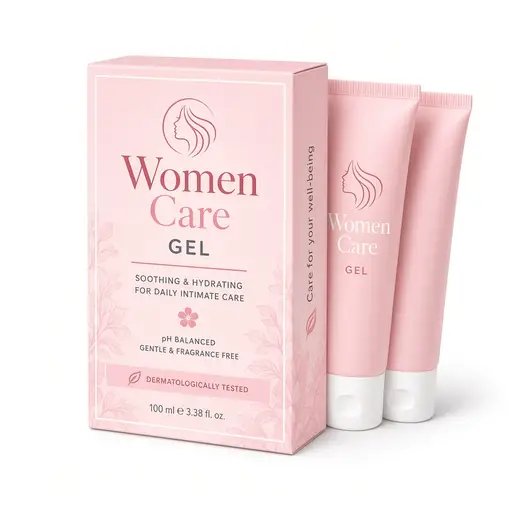 Women
Care
GEL
SOOTHING & HYDRATING
FOR DAILY INTIMATE CARE
pH BALANCED
GENTLE & FRAGRANCE FREE
DERMATOLOGICALLY TESTED
100 ml ℮ 3.38 fl. oz.
Care for your well-being
Women
Care
GEL